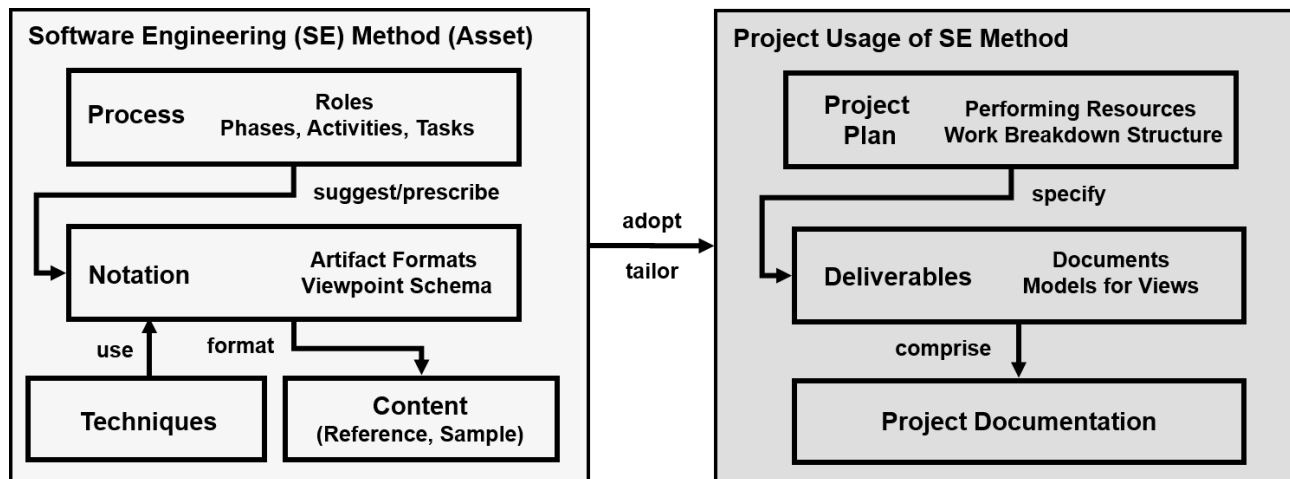 Software Engineering (SE) Method (Asset)
Process
Roles
Phases, Activities, Tasks
suggest/prescribe
Notation
Artifact Formats
Viewpoint Schema
use
format
Techniques
Content
(Reference, Sample)
adopt
tailor
Project Usage of SE Method
Project
Plan
Performing Resources
Work Breakdown Structure
specify
Deliverables
Documents
Models for Views
comprise
Project Documentation